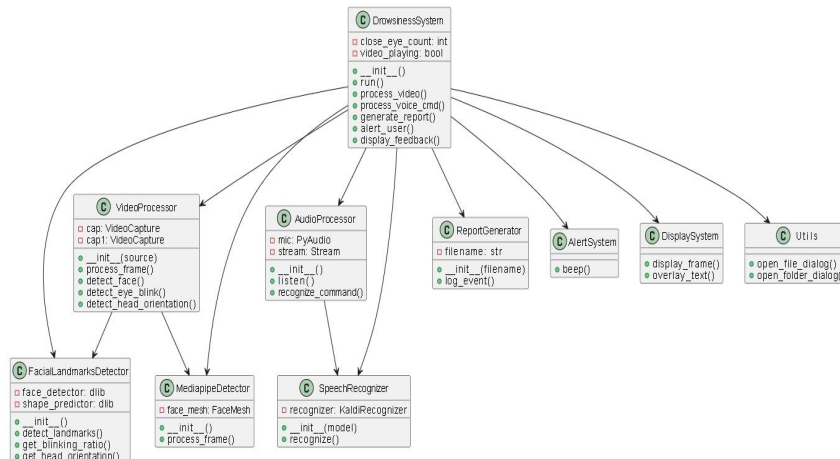 C DrowsinessSystem
close_eye_count: int
video_playing: bool
__init__()
run()
process_video()
process_voice_cmd()
generate_report()
alert_user()
display_feedback()
C VideoProcessor
cap: VideoCapture
cap1: VideoCapture
__init__(source)
process_frame()
detect_face()
detect_eye_blink()
detect_head_orientation()
C AudioProcessor
mic: PyAudio
stream: Stream
__init__()
listen()
recognize_command()
C ReportGenerator
filename: str
__init__(filename)
log_event()
C AlertSystem
beep()
C DisplaySystem
display_frame()
overlay_text()
C Utils
open_file_dialog()
open_folder_dialog()
C FacialLandmarksDetector
face_detector: dlib
shape_predictor: dlib
__init__()
detect_landmarks()
get_blinking_ratio()
get_head_orientation()
C MediapipeDetector
face_mesh: FaceMesh
__init__()
process_frame()
C SpeechRecognizer
recognizer: KaldiRecognizer
__init__(model)
recognize()